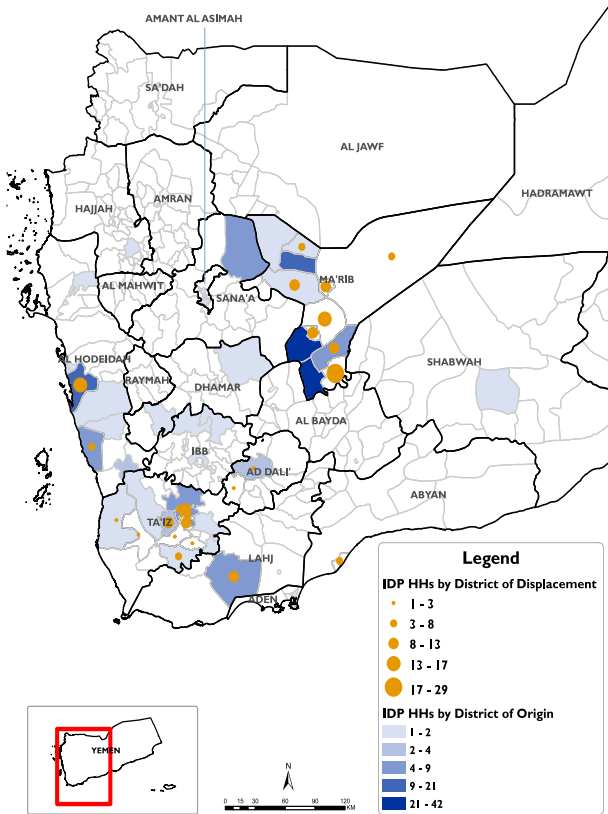 AMANT AL ASIMAH
SA'DAH
AL JAWF
HADRAMAWT
HAJJAH
AMRAN
MA'RIB
AL MAHWIT
SANA'A
AL HODEIDAH
RAYMAH
DHAMAR
SHABWAH
AL BAYDA
IBB
AD DALI'
ABYAN
TA'IZ
LAHJ
ADEN
Legend
IDP HHs by District of Displacement
1 - 3
3 - 8
8 - 13
13 - 17
17 - 29
IDP HHs by District of Origin
1 - 2
2 - 4
4 - 9
9 - 21
21 - 42
YEMEN
N
0 15 30 60 90 120
KM